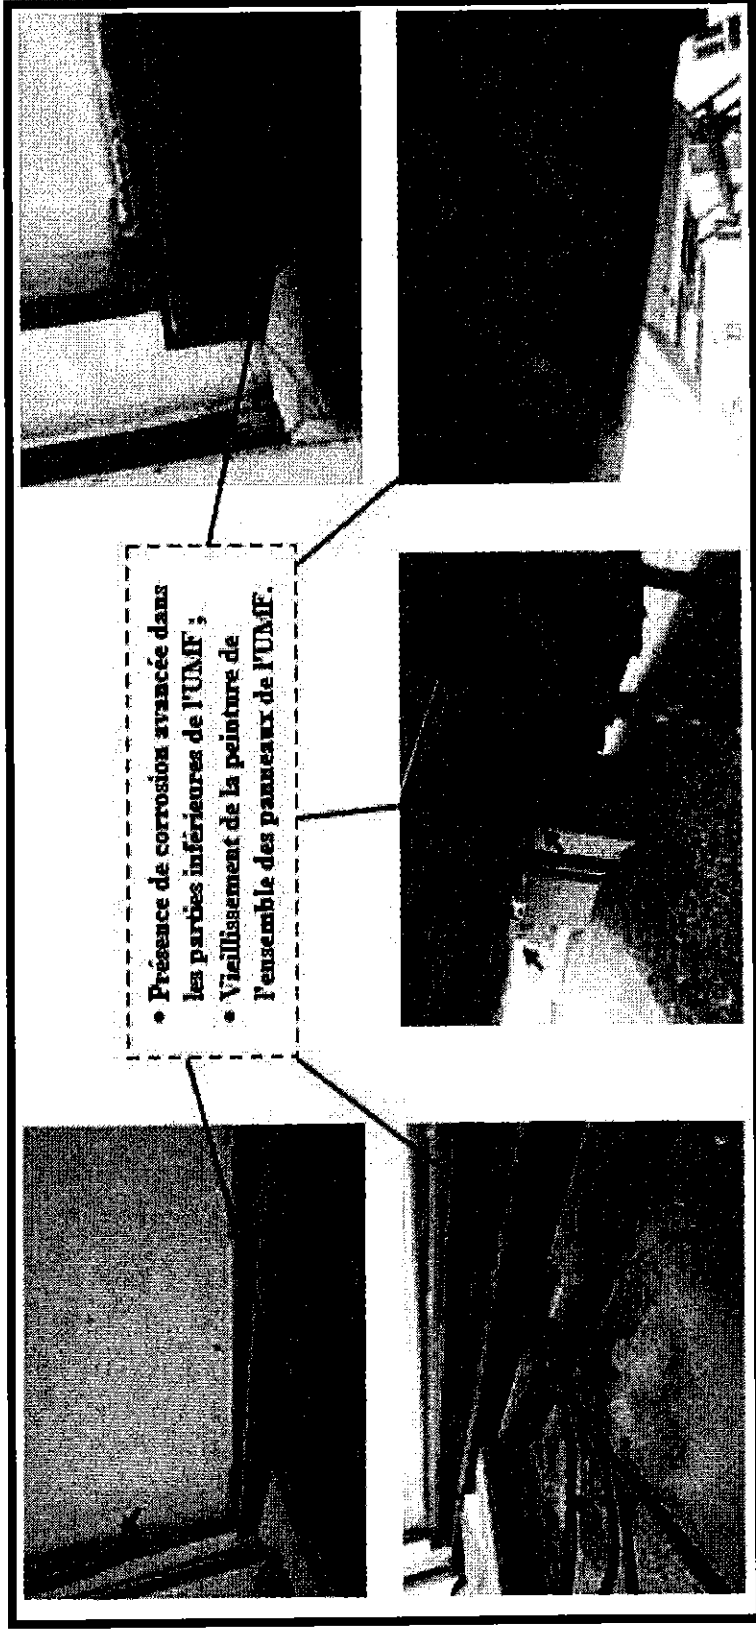 • Présence de corrosion avancée dans
les parties inférieures de l'UMF ;
• Vieillissement de la peinture de
l'ensemble des panneaux de l'UMF.